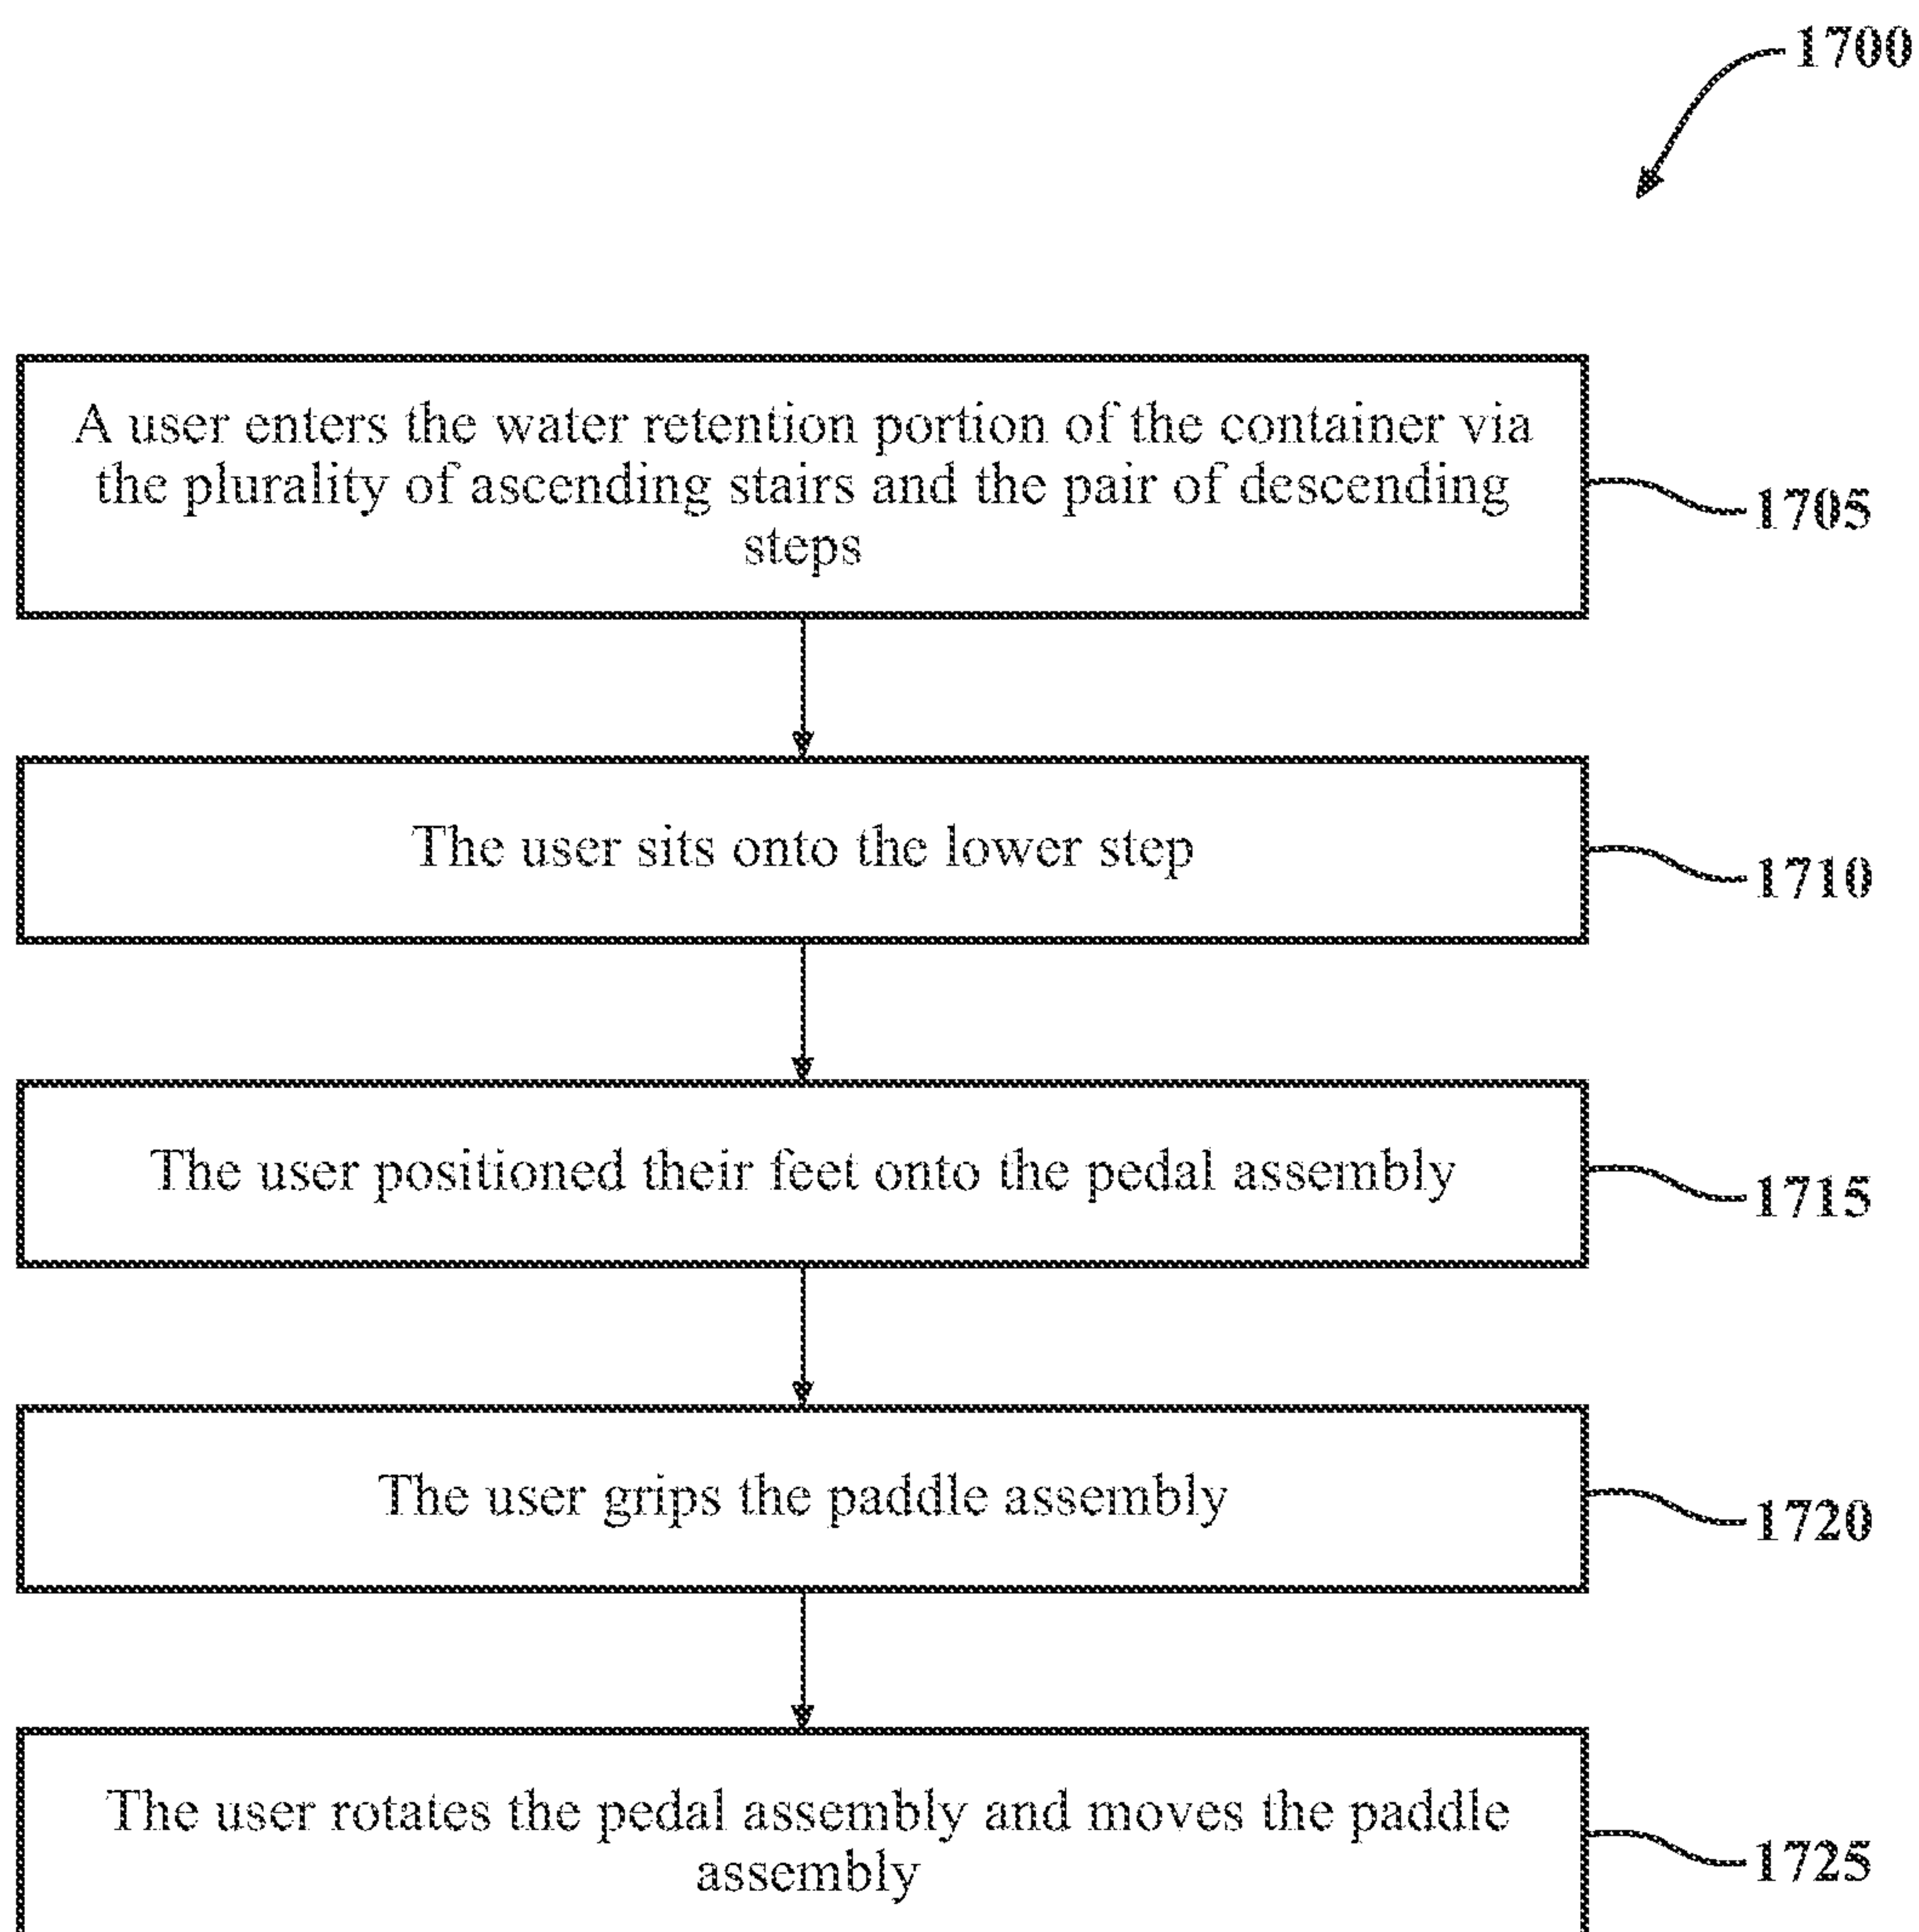 1700
A user enters the water retention portion of the container via
the plurality of ascending stairs and the pair of descending
steps
1705
The user sits onto the lower step
1710
The user positioned their feet onto the pedal assembly
1715
The user grips the paddle assembly
1720
The user rotates the pedal assembly and moves the paddle
assembly
1725